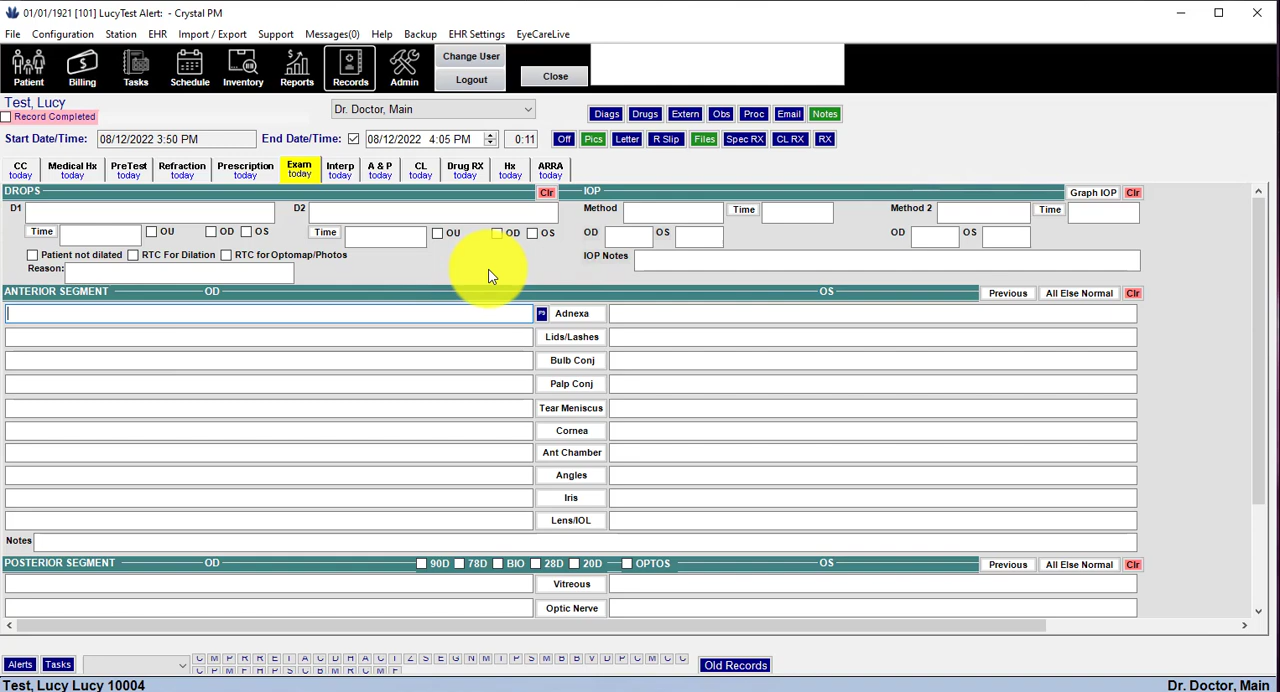 01/01/1921 [101] LucyTest Alert:  - Crystal PM
File Configuration Station EHR Import / Export Support Messages(0) Help Backup EHR Settings EyeCareLive
Patient Billing Tasks Schedule Inventory Reports Records Admin
Change User
Logout
Close
Test, Lucy
Record Completed
Dr. Doctor, Main
Diags Drugs Extern Obs Proc Email Notes
Start Date/Time: 08/12/2022 3:50 PM End Date/Time: 08/12/2022 4:05 PM 0:11
Off Pics Letter R Slip Files Spec RX CL RX RX
CC Medical Hx PreTest Refraction Prescription Exam Interp A & P CL Drug RX Hx ARRA
today today today today today today today today today today today today
DROPS Clr IOP Graph IOP Clr
D1 D2 Method Time Method 2 Time
Time OU OD OS Time OU OD OS OD OS OD OS
Patient not dilated RTC For Dilation RTC for Optomap/Photos IOP Notes
Reason:
ANTERIOR SEGMENT OD OS Previous All Else Normal Clr
Adnexa
Lids/Lashes
Bulb Conj
Palp Conj
Tear Meniscus
Cornea
Ant Chamber
Angles
Iris
Lens/IOL
Notes
POSTERIOR SEGMENT OD 90D 78D BIO 28D 20D OPTOS OS Previous All Else Normal Clr
Vitreous
Optic Nerve
Alerts Tasks C M P R R E T A C D H A C T Z S E G N M T P S M B B V D P C M C C
Old Records
Test, Lucy Lucy 10004 Dr. Doctor, Main